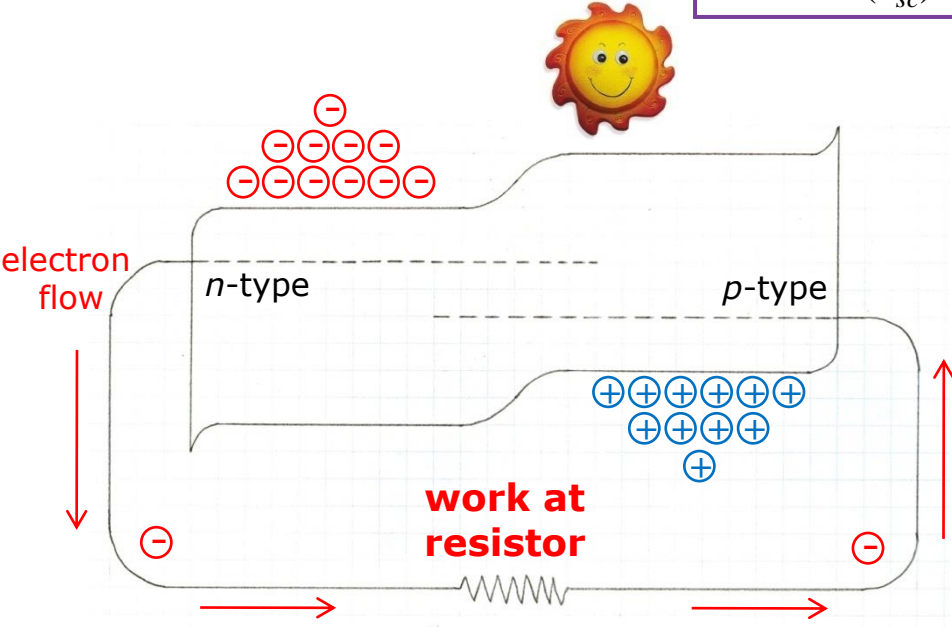 electron
flow
n-type
p-type
work at
resistor